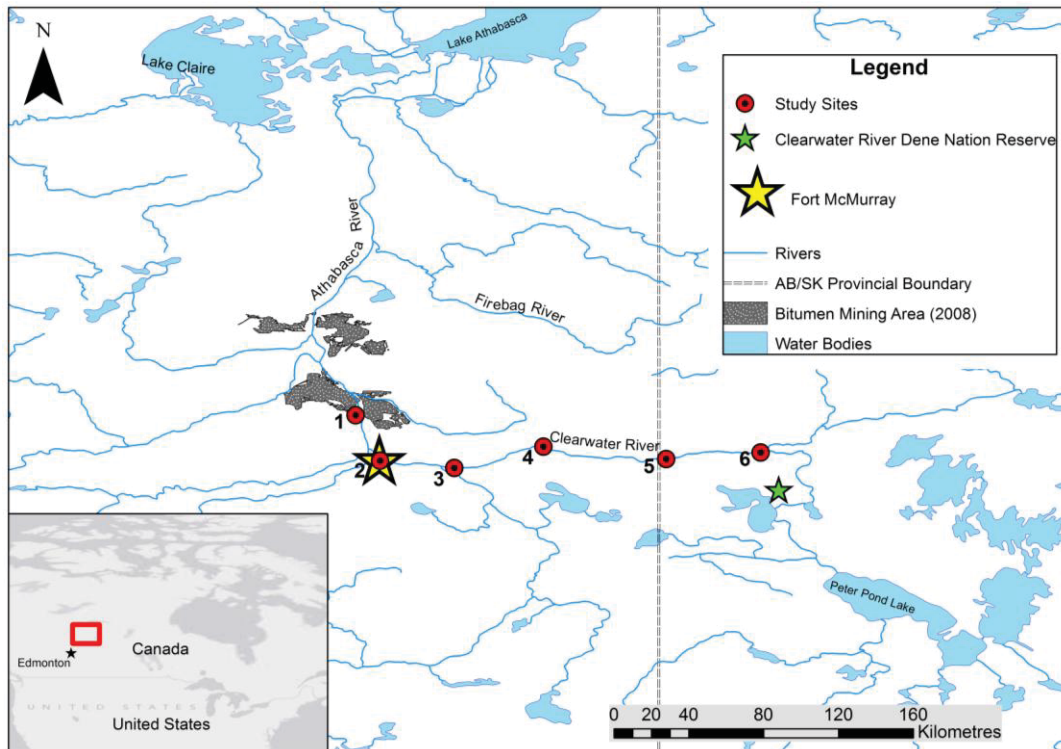 N
Lake Claire
Lake Athabasca
Legend
Study Sites
Clearwater River Dene Nation Reserve
Fort McMurray
Rivers
AB/SK Provincial Boundary
Bitumen Mining Area (2008)
Water Bodies
Athabasca River
Firebag River
1
2
3
4
Clearwater River
5
6
Peter Pond Lake
Edmonton
Canada
UNITED STATES
United States
0 20 40 80 120 160
Kilometres